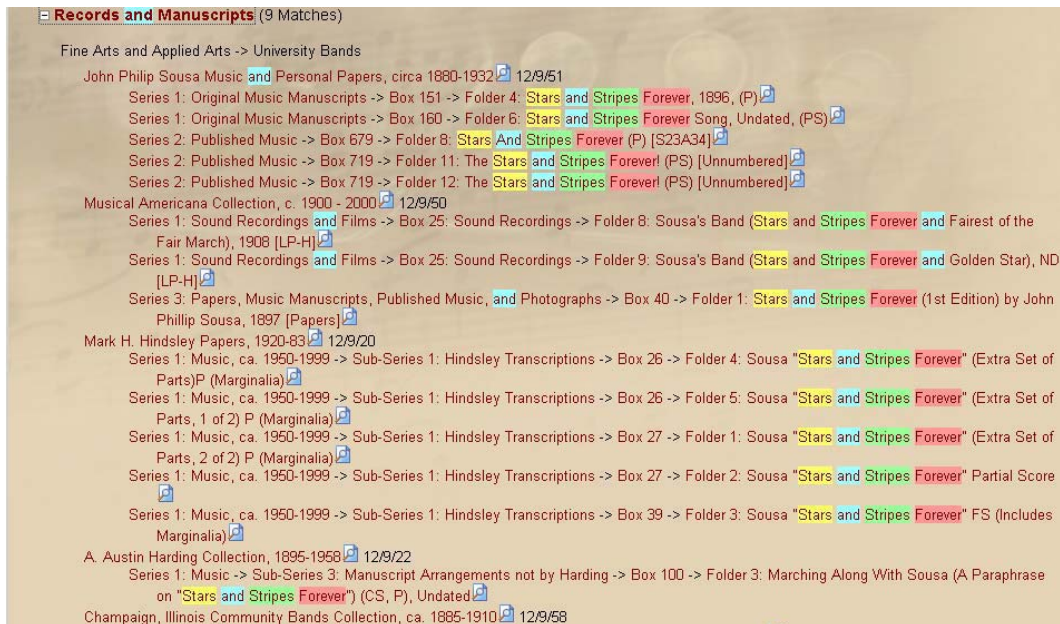 Records and Manuscripts (9 Matches)
Fine Arts and Applied Arts -> University Bands
John Philip Sousa Music and Personal Papers, circa 1880-1932 12/9/51
Series 1: Original Music Manuscripts -> Box 151 -> Folder 4: Stars and Stripes Forever, 1896, (P)
Series 1: Original Music Manuscripts -> Box 160 -> Folder 6: Stars and Stripes Forever Song, Undated, (PS)
Series 2: Published Music -> Box 679 -> Folder 8: Stars And Stripes Forever (P) [S23A34]
Series 2: Published Music -> Box 719 -> Folder 11: The Stars and Stripes Forever! (PS) [Unnumbered]
Series 2: Published Music -> Box 719 -> Folder 12: The Stars and Stripes Forever! (PS) [Unnumbered]
Musical Americana Collection, c. 1900 - 2000 12/9/50
Series 1: Sound Recordings and Films -> Box 25: Sound Recordings -> Folder 8: Sousa's Band (Stars and Stripes Forever and Fairest of the
Fair March), 1908 [LP-H]
Series 1: Sound Recordings and Films -> Box 25: Sound Recordings -> Folder 9: Sousa's Band (Stars and Stripes Forever and Golden Star), ND
[LP-H]
Series 3: Papers, Music Manuscripts, Published Music, and Photographs -> Box 40 -> Folder 1: Stars and Stripes Forever (1st Edition) by John
Phillip Sousa, 1897 [Papers]
Mark H. Hindsley Papers, 1920-83 12/9/20
Series 1: Music, ca. 1950-1999 -> Sub-Series 1: Hindsley Transcriptions -> Box 26 -> Folder 4: Sousa "Stars and Stripes Forever" (Extra Set of
Parts)P (Marginalia)
Series 1: Music, ca. 1950-1999 -> Sub-Series 1: Hindsley Transcriptions -> Box 26 -> Folder 5: Sousa "Stars and Stripes Forever" (Extra Set of
Parts, 1 of 2) P (Marginalia)
Series 1: Music, ca. 1950-1999 -> Sub-Series 1: Hindsley Transcriptions -> Box 27 -> Folder 1: Sousa "Stars and Stripes Forever" (Extra Set of
Parts, 2 of 2) P (Marginalia)
Series 1: Music, ca. 1950-1999 -> Sub-Series 1: Hindsley Transcriptions -> Box 27 -> Folder 2: Sousa "Stars and Stripes Forever" Partial Score
Series 1: Music, ca. 1950-1999 -> Sub-Series 1: Hindsley Transcriptions -> Box 39 -> Folder 3: Sousa "Stars and Stripes Forever" FS (Includes
Marginalia)
A. Austin Harding Collection, 1895-1958 12/9/22
Series 1: Music -> Sub-Series 3: Manuscript Arrangements not by Harding -> Box 100 -> Folder 3: Marching Along With Sousa (A Paraphrase
on "Stars and Stripes Forever") (CS, P), Undated
Champaign, Illinois Community Bands Collection, ca. 1885-1910 12/9/58